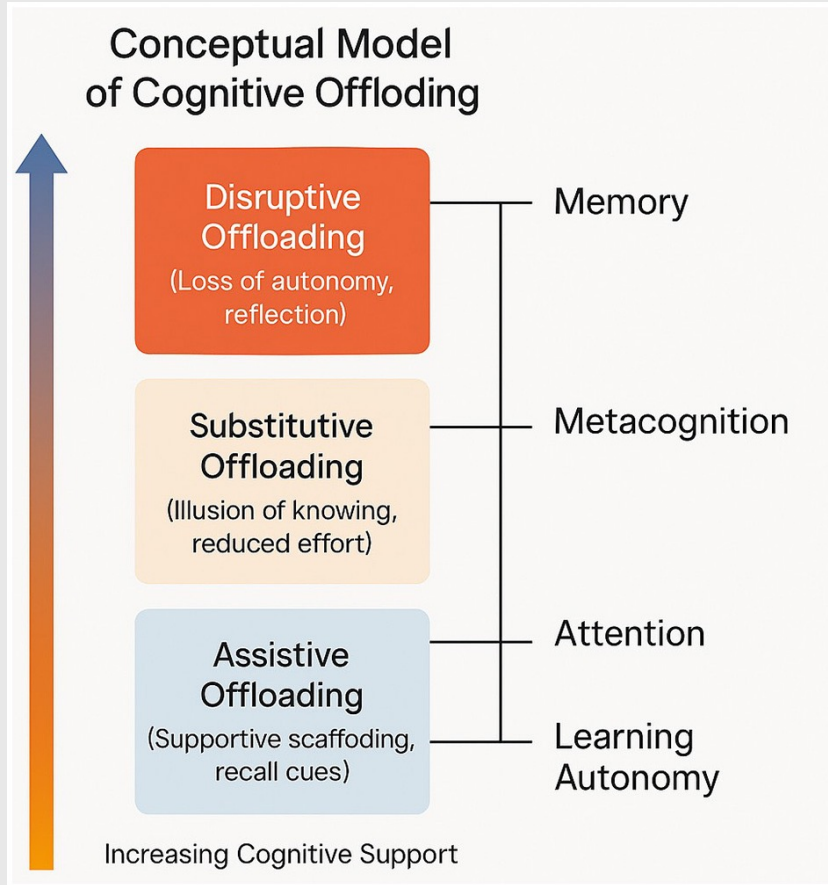 Conceptual Model
of Cognitive Offloding
Disruptive
Offloading
(Loss of autonomy,
reflection)
Memory
Substitutive
Offloading
(Illusion of knowing,
reduced effort)
Metacognition
Assistive
Offloading
(Supportive scaffoding,
recall cues)
Attention
Learning
Autonomy
Increasing Cognitive Support